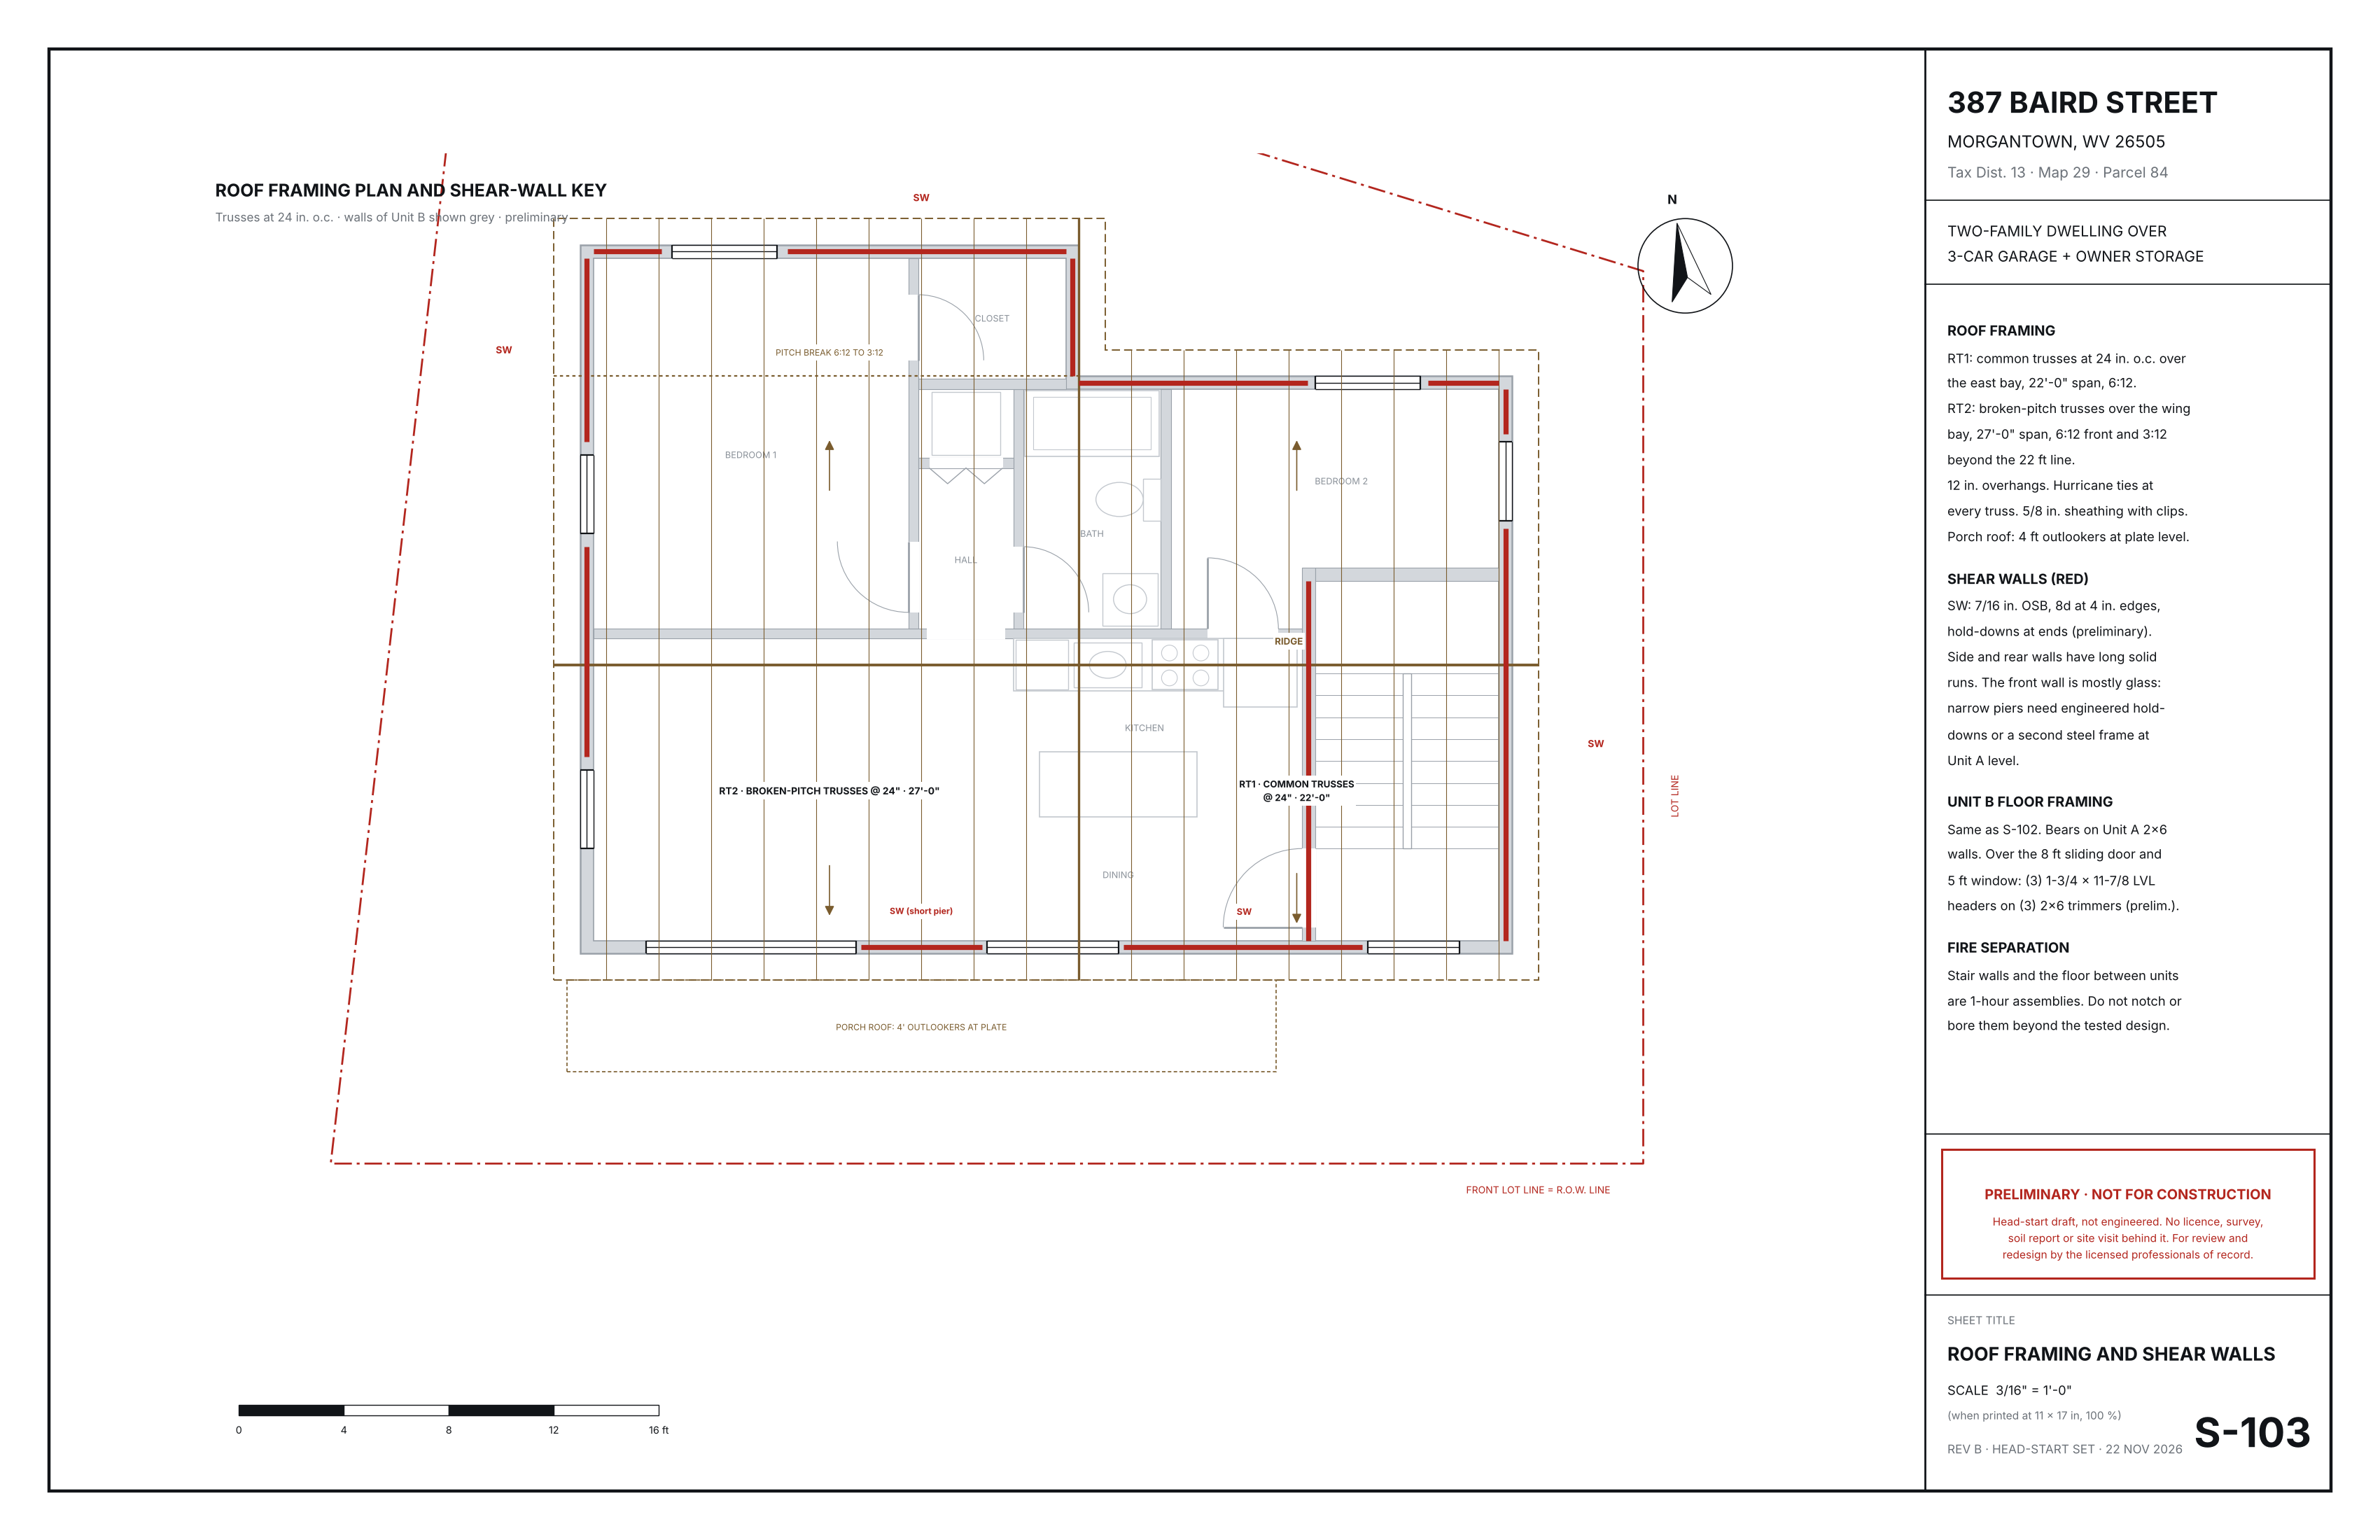 ROOF FRAMING PLAN AND SHEAR-WALL KEY
Trusses at 24 in. o.c. · walls of Unit B shown grey · preliminary
SW
N
SW
CLOSET
PITCH BREAK 6:12 TO 3:12
BEDROOM 1
BEDROOM 2
BATH
HALL
RIDGE
KITCHEN
SW
RT2 · BROKEN-PITCH TRUSSES @ 24" · 27'-0"
RT1 · COMMON TRUSSES
@ 24" · 22'-0"
LOT LINE
DINING
SW (short pier)
SW
PORCH ROOF: 4' OUTLOOKERS AT PLATE
FRONT LOT LINE = R.O.W. LINE
0 4 8 12 16 ft
387 BAIRD STREET
MORGANTOWN, WV 26505
Tax Dist. 13 · Map 29 · Parcel 84
TWO-FAMILY DWELLING OVER
3-CAR GARAGE + OWNER STORAGE
ROOF FRAMING
RT1: common trusses at 24 in. o.c. over
the east bay, 22'-0" span, 6:12.
RT2: broken-pitch trusses over the wing
bay, 27'-0" span, 6:12 front and 3:12
beyond the 22 ft line.
12 in. overhangs. Hurricane ties at
every truss. 5/8 in. sheathing with clips.
Porch roof: 4 ft outlookers at plate level.
SHEAR WALLS (RED)
SW: 7/16 in. OSB, 8d at 4 in. edges,
hold-downs at ends (preliminary).
Side and rear walls have long solid
runs. The front wall is mostly glass:
narrow piers need engineered hold-
downs or a second steel frame at
Unit A level.
UNIT B FLOOR FRAMING
Same as S-102. Bears on Unit A 2×6
walls. Over the 8 ft sliding door and
5 ft window: (3) 1-3/4 × 11-7/8 LVL
headers on (3) 2×6 trimmers (prelim.).
FIRE SEPARATION
Stair walls and the floor between units
are 1-hour assemblies. Do not notch or
bore them beyond the tested design.
PRELIMINARY · NOT FOR CONSTRUCTION
Head-start draft, not engineered. No licence, survey,
soil report or site visit behind it. For review and
redesign by the licensed professionals of record.
SHEET TITLE
ROOF FRAMING AND SHEAR WALLS
SCALE 3/16" = 1'-0"
(when printed at 11 × 17 in, 100 %)
REV B · HEAD-START SET · 22 NOV 2026
S-103